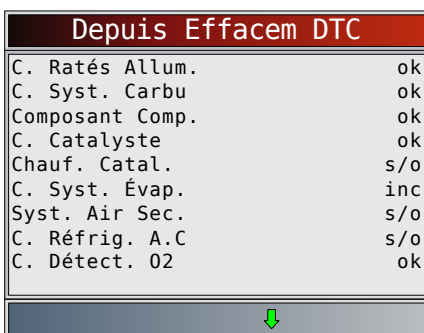 Depuis Effacem DTC
C. Ratés Allum. ok
C. Syst. Carbu ok
Composant Comp. ok
C. Catalyste ok
Chauf. Catal. s/o
C. Syst. Évap. inc
Syst. Air Sec. s/o
C. Réfrig. A.C s/o
C. Détect. O2 ok